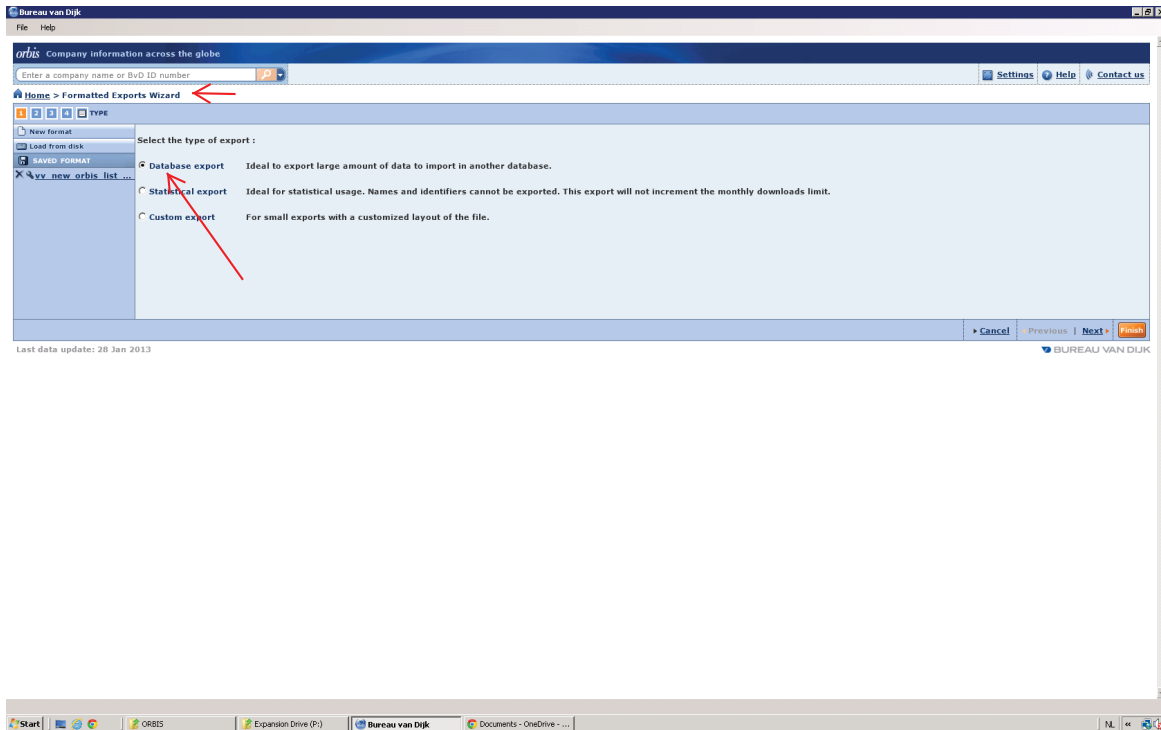 Bureau van Dijk
File Help
orbis Company information across the globe
Enter a company name or BvD ID number
Settings Help Contact us
Home > Formatted Exports Wizard
1 2 3 4 TYPE
New format
Load from disk
SAVED FORMAT
vv new orbis list ...
Select the type of export :
Database export Ideal to export large amount of data to import in another database.
Statistical export Ideal for statistical usage. Names and identifiers cannot be exported. This export will not increment the monthly downloads limit.
Custom export For small exports with a customized layout of the file.
Cancel Previous | Next Finish
Last data update: 28 Jan 2013
BUREAU VAN DIJK
Start ORBIS Expansion Drive (P:) Bureau van Dijk Documents - OneDrive - ... NL «